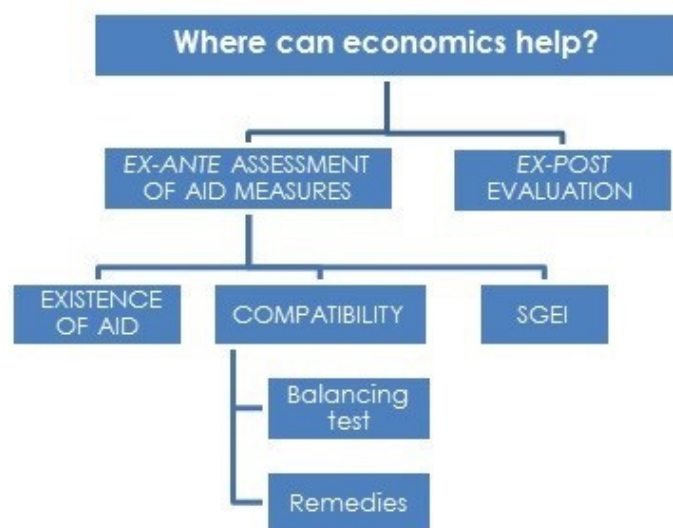 Where can economics help?
EX-ANTE ASSESSMENT
OF AID MEASURES
EX-POST
EVALUATION
EXISTENCE
OF AID
COMPATIBILITY
SGEI
Balancing
test
Remedies